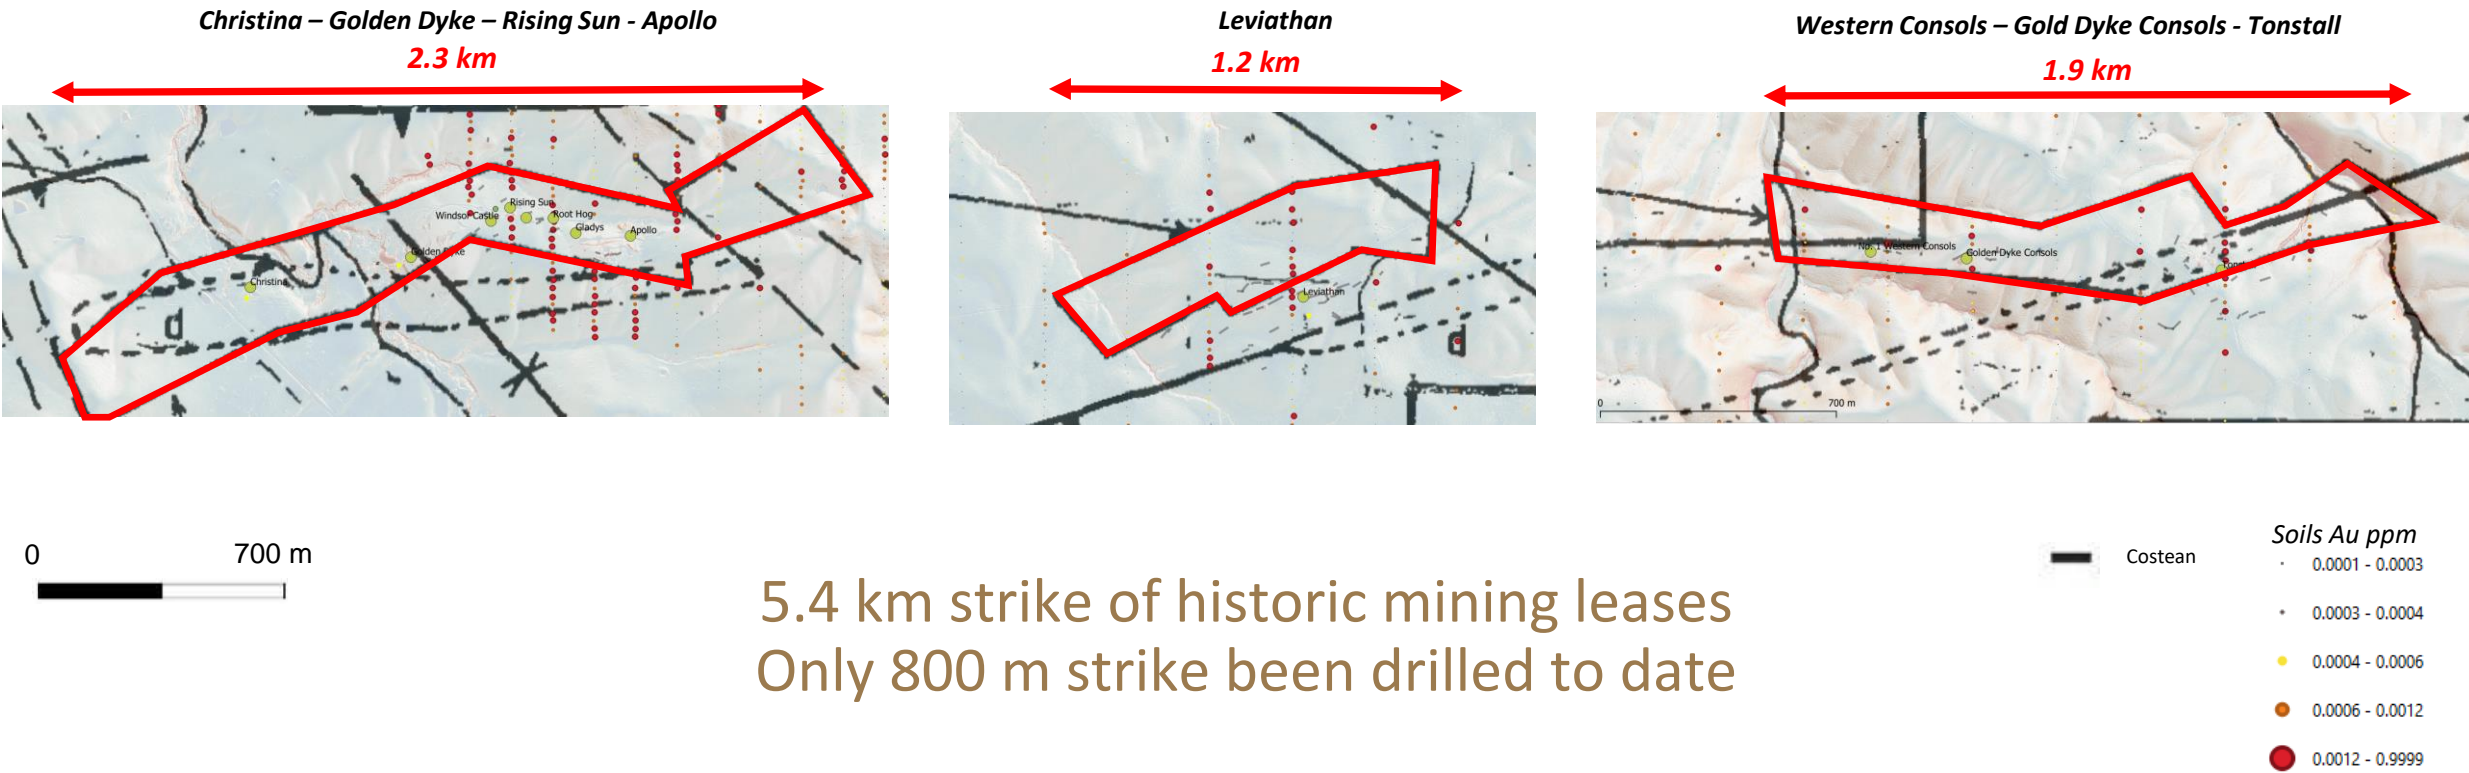 Christina – Golden Dyke – Rising Sun - Apollo
2.3 km
Leviathan
1.2 km
Western Consols – Gold Dyke Consols - Tonstall
1.9 km
Rising Sun
Windsor Castle
Root Hog
Gladys
Apollo
Golden Dyke
Christina
Leviathan
No. 1 Western Consols
Golden Dyke Consols
0
700 m
0
700 m
5.4 km strike of historic mining leases
Only 800 m strike been drilled to date
Costean
Soils Au ppm
0.0001 - 0.0003
0.0003 - 0.0004
0.0004 - 0.0006
0.0006 - 0.0012
0.0012 - 0.9999